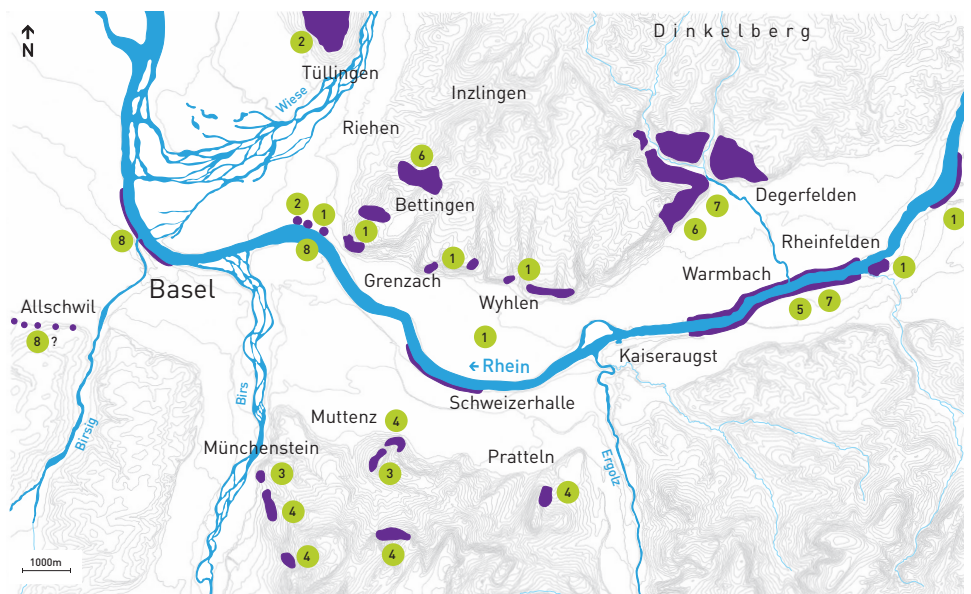 N
Dinkelberg
2
Tüllingen
Wiese
Inzlingen
Riehen
6
Bettingen
Degerfelden
7
6
2
1
1
8
8
Rheinfelden
1
Grenzach
1
1
Warmbach
1
Basel
Wyhlen
5
7
Allschwil
8 ?
1
Kaiseraugst
← Rhein
Schweizerhalle
Birs
Birsig
Muttenz
4
Münchenstein
3
3
Pratteln
4
Ergolz
4
4
4
1000m